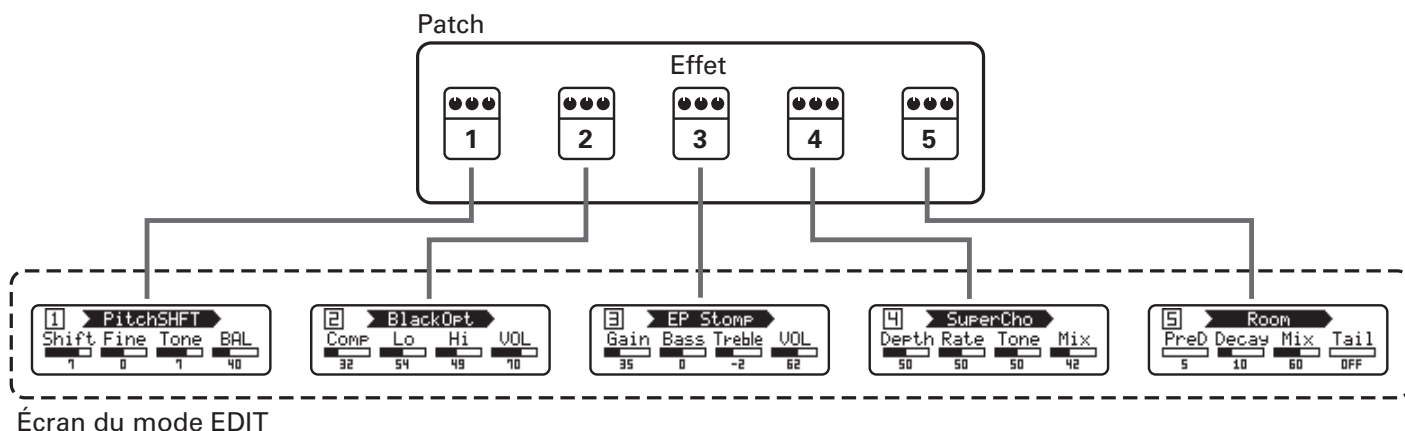 Patch
Effet
1 2 3 4 5
1 PitchSHFT
Shift Fine Tone BAL
7 0 7 40
2 BlackOpt
Comp Lo Hi VOL
32 54 49 70
3 EP Stomp
Gain Bass Treble VOL
35 0 -2 62
4 SuperCho
Depth Rate Tone Mix
50 50 50 42
5 Room
PreD Decay Mix Tail
5 10 60 OFF
Écran du mode EDIT